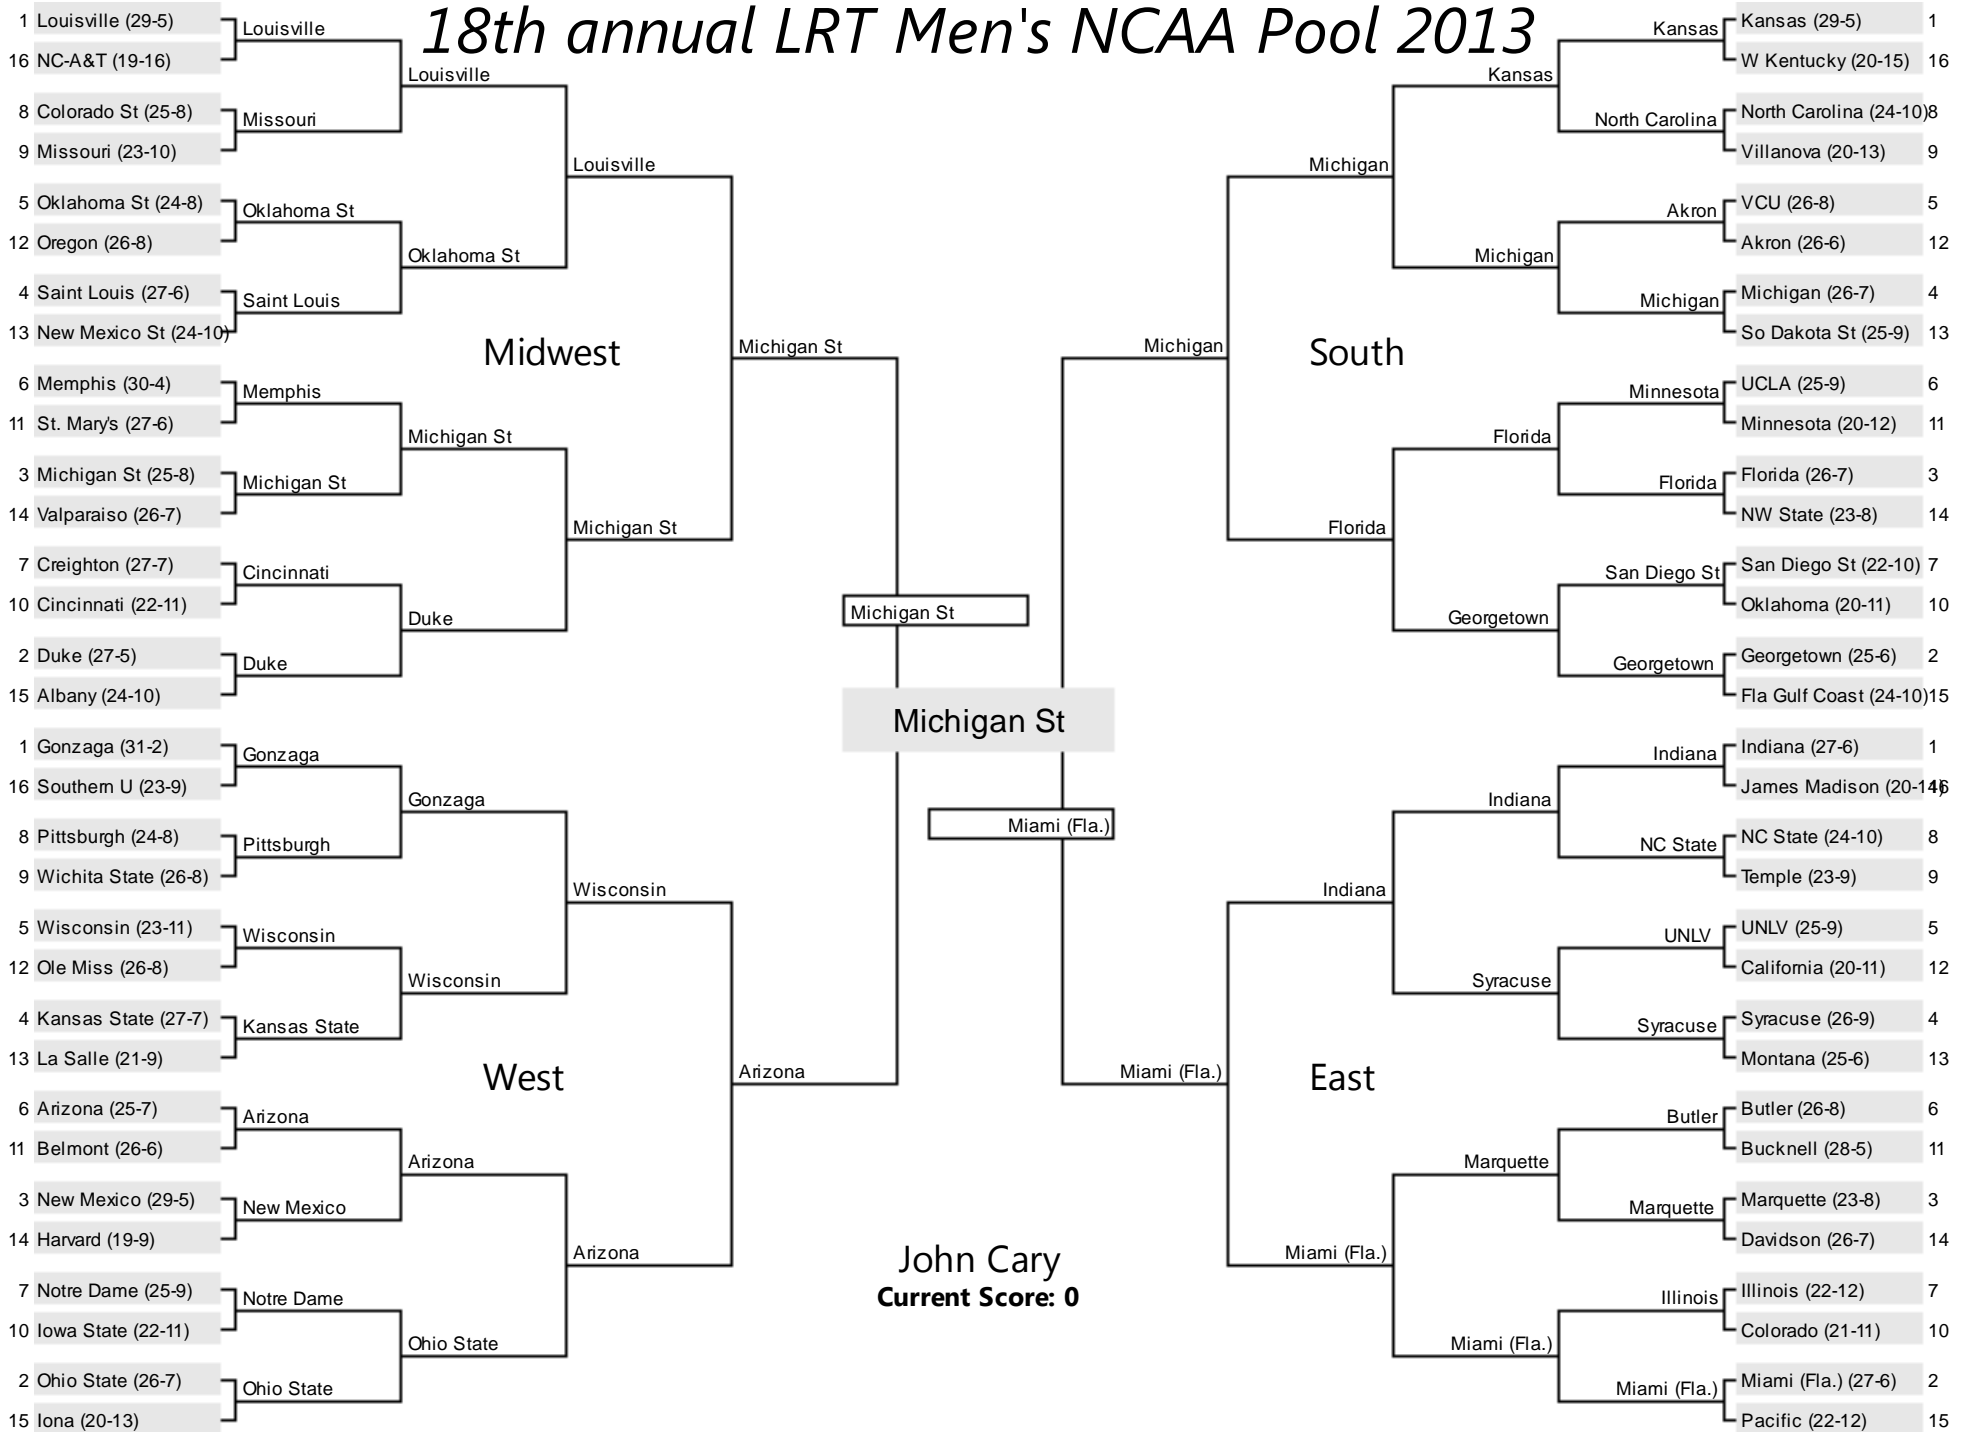 18th annual LRT Men's NCAA Pool 2013
1 Louisville (29-5)
16 NC-A&T (19-16)
8 Colorado St (25-8)
9 Missouri (23-10)
5 Oklahoma St (24-8)
12 Oregon (26-8)
4 Saint Louis (27-6)
13 New Mexico St (24-10)
6 Memphis (30-4)
11 St. Mary's (27-6)
3 Michigan St (25-8)
14 Valparaiso (26-7)
7 Creighton (27-7)
10 Cincinnati (22-11)
2 Duke (27-5)
15 Albany (24-10)
1 Gonzaga (31-2)
16 Southern U (23-9)
8 Pittsburgh (24-8)
9 Wichita State (26-8)
5 Wisconsin (23-11)
12 Ole Miss (26-8)
4 Kansas State (27-7)
13 La Salle (21-9)
6 Arizona (25-7)
11 Belmont (26-6)
3 New Mexico (29-5)
14 Harvard (19-9)
7 Notre Dame (25-9)
10 Iowa State (22-11)
2 Ohio State (26-7)
15 Iona (20-13)
Louisville
Missouri
Oklahoma St
Saint Louis
Memphis
Michigan St
Cincinnati
Duke
Gonzaga
Pittsburgh
Wisconsin
Kansas State
Arizona
New Mexico
Notre Dame
Ohio State
Louisville
Oklahoma St
Michigan St
Duke
Gonzaga
Wisconsin
Arizona
Ohio State
Louisville
Michigan St
Wisconsin
Arizona
Midwest
West
Michigan St
Arizona
Michigan St
Michigan St
Miami (Fla.)
John Cary
Current Score: 0
Michigan
Miami (Fla.)
South
East
Michigan
Florida
Indiana
Miami (Fla.)
Kansas
Michigan
Florida
Georgetown
Indiana
Syracuse
Marquette
Miami (Fla.)
Kansas
North Carolina
Akron
Michigan
Minnesota
Florida
San Diego St
Georgetown
Indiana
NC State
UNLV
Syracuse
Butler
Marquette
Illinois
Miami (Fla.)
Kansas (29-5) 1
W Kentucky (20-15) 16
North Carolina (24-10) 8
Villanova (20-13) 9
VCU (26-8) 5
Akron (26-6) 12
Michigan (26-7) 4
So Dakota St (25-9) 13
UCLA (25-9) 6
Minnesota (20-12) 11
Florida (26-7) 3
NW State (23-8) 14
San Diego St (22-10) 7
Oklahoma (20-11) 10
Georgetown (25-6) 2
Fla Gulf Coast (24-10) 15
Indiana (27-6) 1
James Madison (20-14) 16
NC State (24-10) 8
Temple (23-9) 9
UNLV (25-9) 5
California (20-11) 12
Syracuse (26-9) 4
Montana (25-6) 13
Butler (26-8) 6
Bucknell (28-5) 11
Marquette (23-8) 3
Davidson (26-7) 14
Illinois (22-12) 7
Colorado (21-11) 10
Miami (Fla.) (27-6) 2
Pacific (22-12) 15